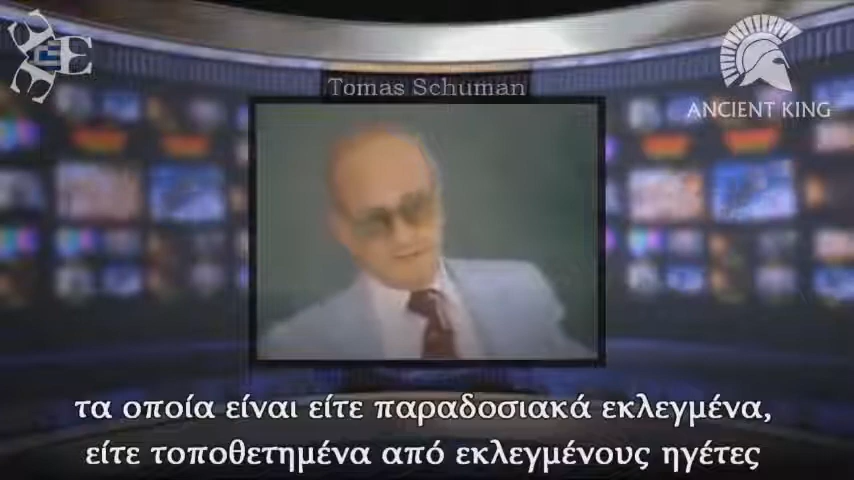 Tomas Schuman
ANCIENT KING
τα οποία είναι είτε παραδοσιακά εκλεγμένα,
είτε τοποθετημένα από εκλεγμένους ηγέτες